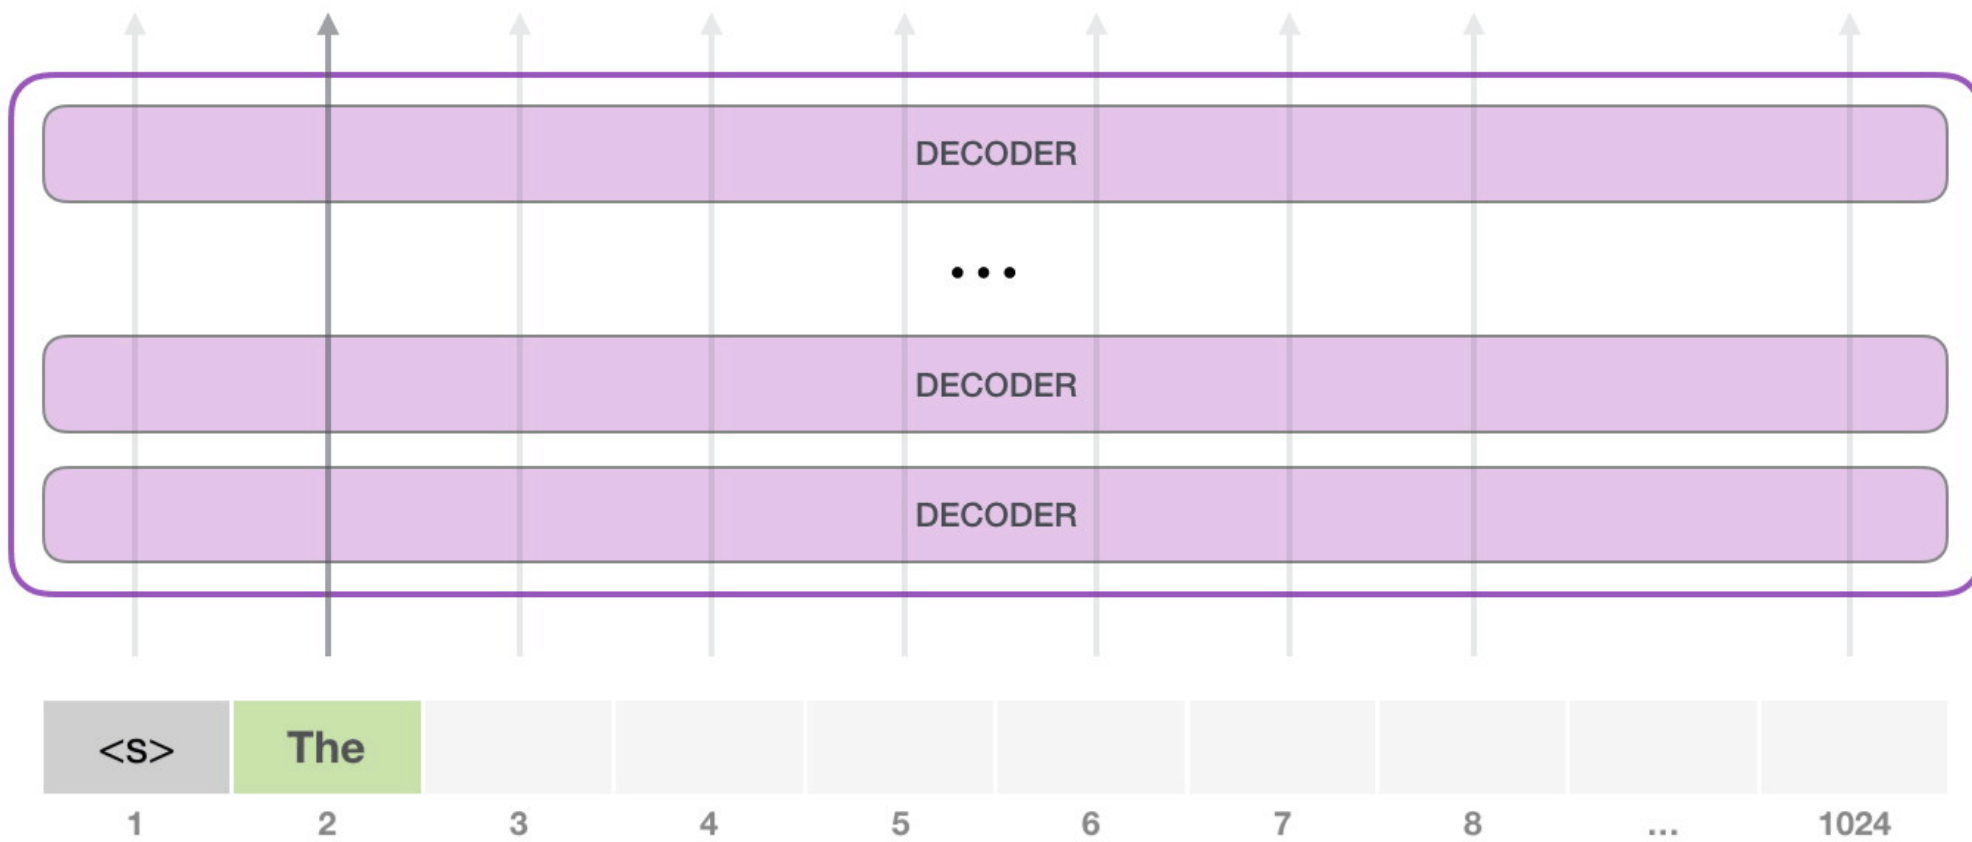 DECODER
...
DECODER
DECODER
<s> The
1 2 3 4 5 6 7 8 ... 1024